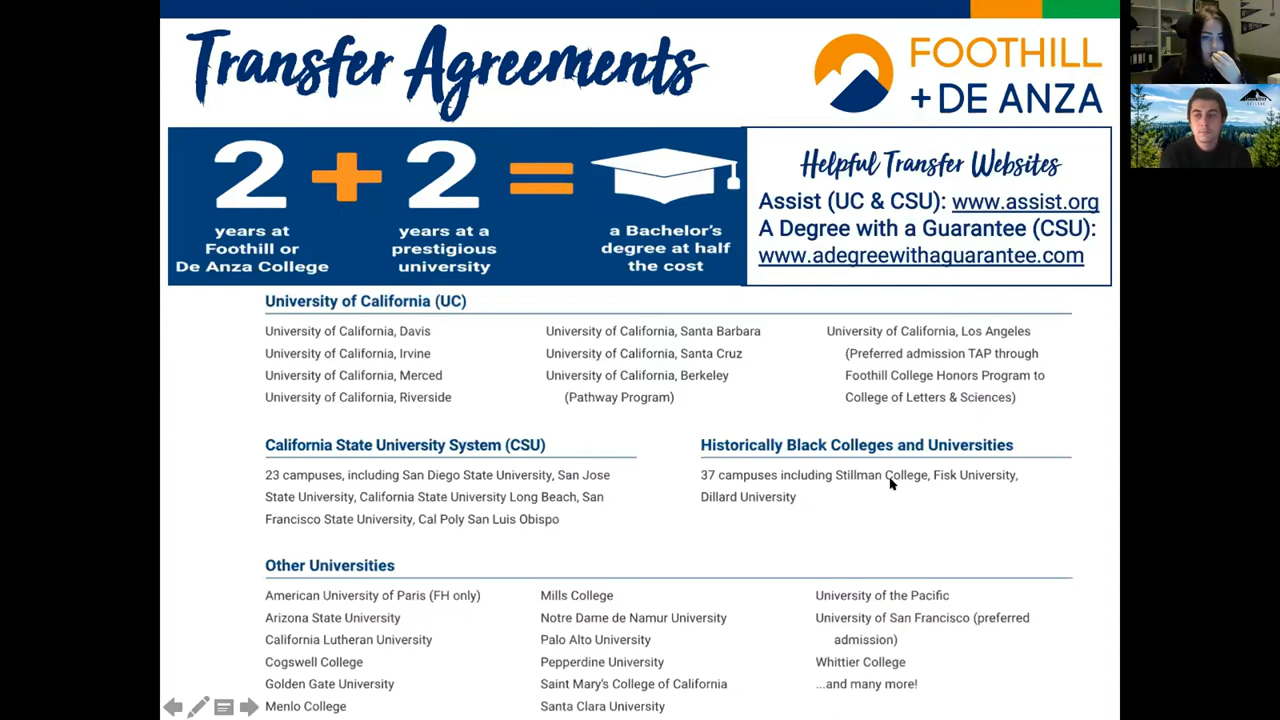 Transfer Agreements
FOOTHILL
+DE ANZA
2 + 2 =
years at
Foothill or
De Anza College
years at a
prestigious
university
a Bachelor's
degree at half
the cost
Helpful Transfer Websites
Assist (UC & CSU): www.assist.org
A Degree with a Guarantee (CSU):
www.adegreewithaguarantee.com
University of California (UC)
University of California, Davis
University of California, Irvine
University of California, Merced
University of California, Riverside
University of California, Santa Barbara
University of California, Santa Cruz
University of California, Berkeley
(Pathway Program)
University of California, Los Angeles
(Preferred admission TAP through
Foothill College Honors Program to
College of Letters & Sciences)
California State University System (CSU)
23 campuses, including San Diego State University, San Jose
State University, California State University Long Beach, San
Francisco State University, Cal Poly San Luis Obispo
Historically Black Colleges and Universities
37 campuses including Stillman College, Fisk University,
Dillard University
Other Universities
American University of Paris (FH only)
Arizona State University
California Lutheran University
Cogswell College
Golden Gate University
Menlo College
Mills College
Notre Dame de Namur University
Palo Alto University
Pepperdine University
Saint Mary's College of California
Santa Clara University
University of the Pacific
University of San Francisco (preferred
admission)
Whittier College
...and many more!